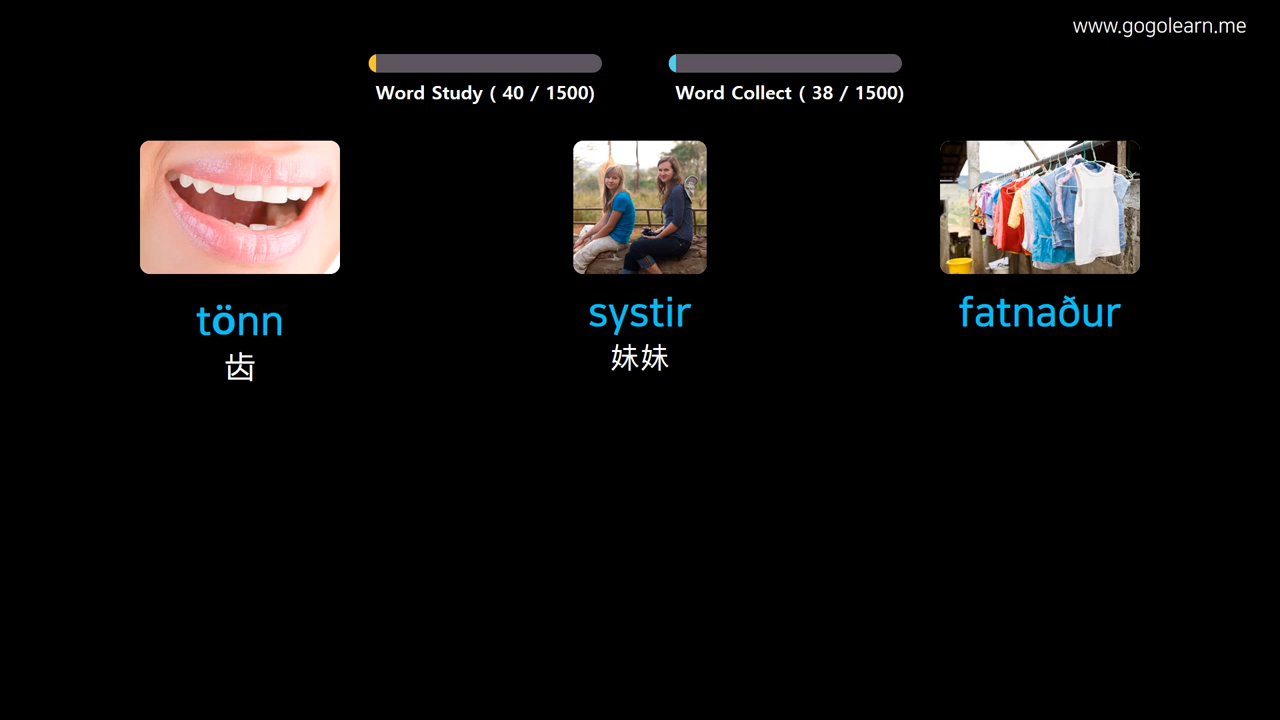 www.gogolearn.me
Word Study ( 40 / 1500)
Word Collect ( 38 / 1500)
tönn
齿
systir
妹妹
fatnaður